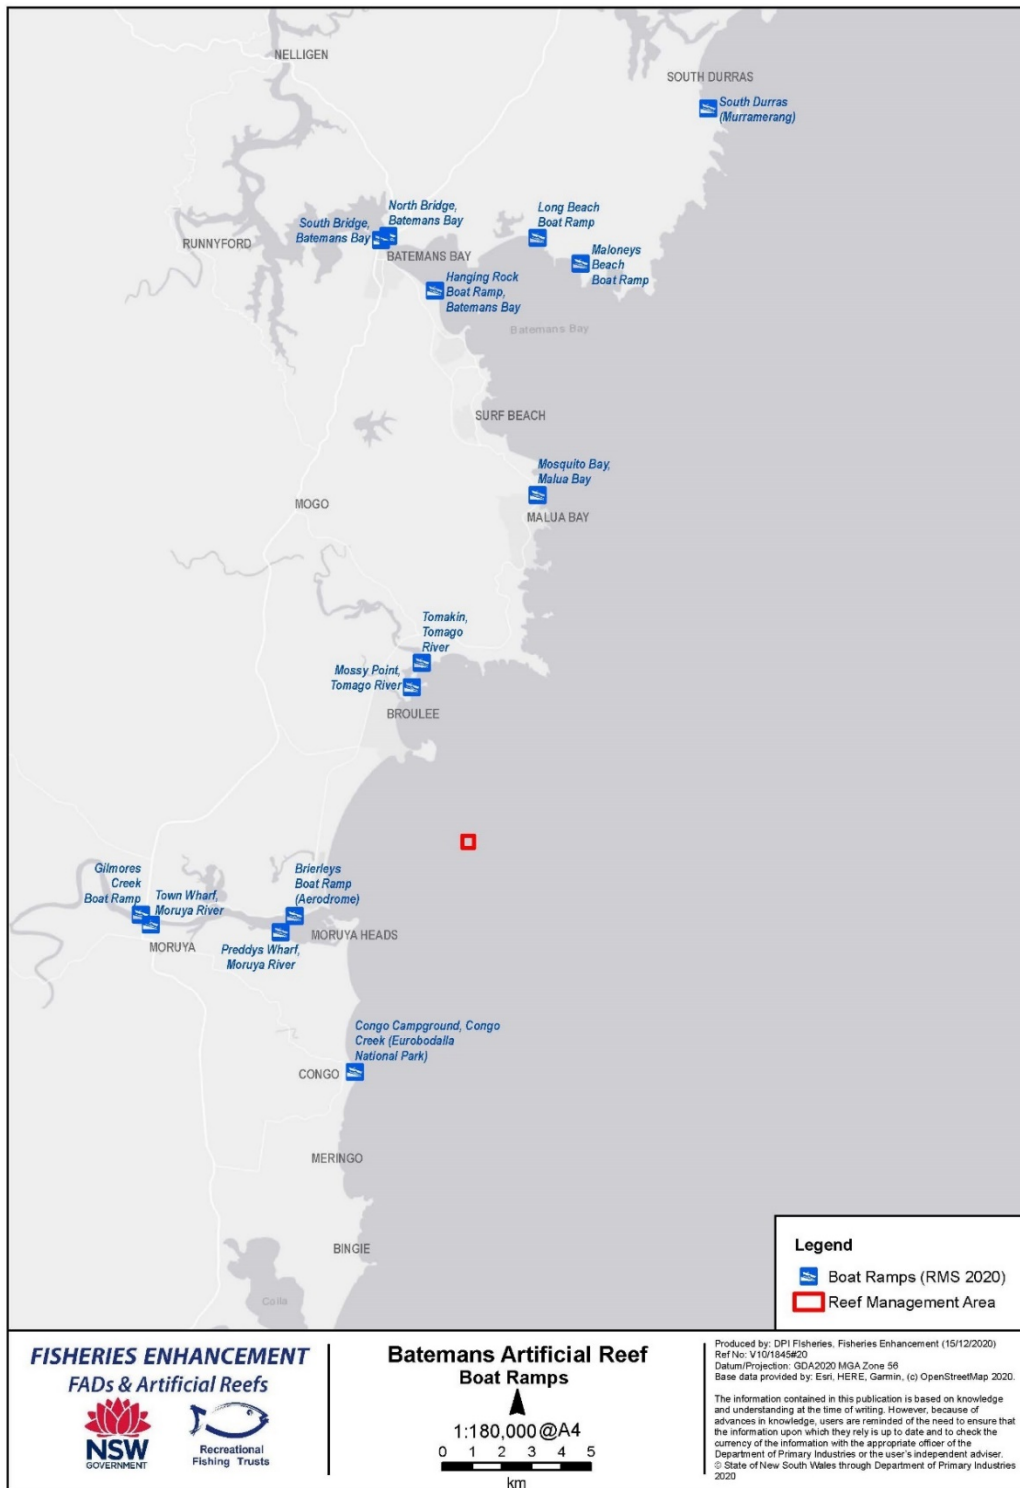 NELLIGEN
SOUTH DURRAS
South Durras
(Murramerang)
North Bridge,
Batemans Bay
South Bridge,
Batemans Bay
RUNNYFORD
BATEMANS BAY
Long Beach
Boat Ramp
Maloneys
Beach
Boat Ramp
Hanging Rock
Boat Ramp,
Batemans Bay
Batemans Bay
SURF BEACH
Mosquito Bay,
Malua Bay
MOGO
MALUA BAY
Tomakin,
Tomago
River
Mossy Point,
Tomago River
BROULEE
Gilmores
Creek
Boat Ramp
Town Wharf,
Moruya River
Brierleys
Boat Ramp
(Aerodrome)
MORUYA
MORUYA HEADS
Preddys Wharf,
Moruya River
Congo Campground, Congo
Creek (Eurobodalla
National Park)
CONGO
MERINGO
BINGIE
Coila
Legend
Boat Ramps (RMS 2020)
Reef Management Area
FISHERIES ENHANCEMENT
FADs & Artificial Reefs
NSW
GOVERNMENT
Recreational
Fishing Trusts
Batemans Artificial Reef
Boat Ramps
1:180,000 @A4
0 1 2 3 4 5
km
Produced by: DPI Fisheries, Fisheries Enhancement (15/12/2020)
Ref No: V10/1845#20
Datum/Projection: GDA2020 MGA Zone 56
Base data provided by: Esri, HERE, Garmin, (c) OpenStreetMap 2020.
The information contained in this publication is based on knowledge
and understanding at the time of writing. However, because of
advances in knowledge, users are reminded of the need to ensure that
the information upon which they rely is up to date and to check the
currency of the information with the appropriate officer of the
Department of Primary Industries or the user's independent adviser.
© State of New South Wales through Department of Primary Industries
2020